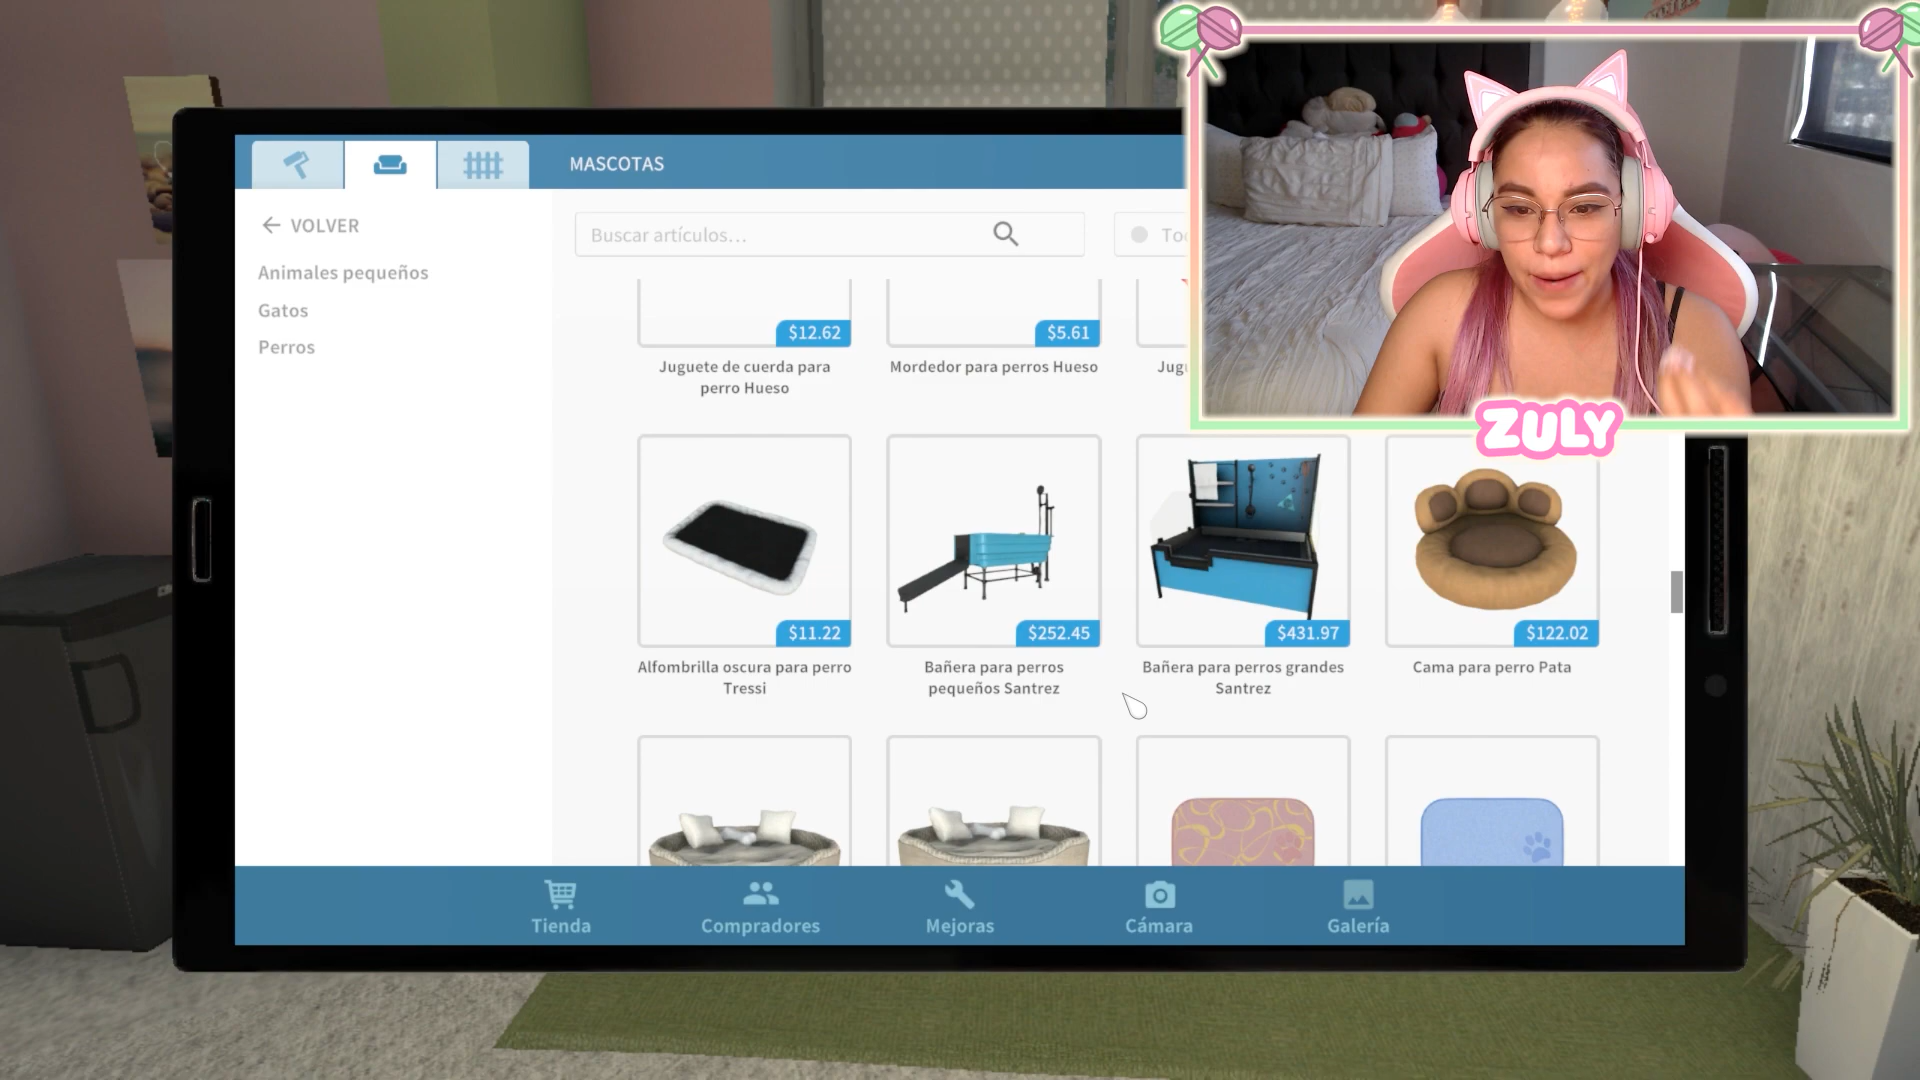 MASCOTAS
VOLVER
Animales pequeños
Gatos
Perros
Buscar artículos...
$12.62
$5.61
Juguete de cuerda para
perro Hueso
Mordedor para perros Hueso
ZULY
$11.22
$252.45
$431.97
$122.02
Alfombrilla oscura para perro
Tressi
Bañera para perros
pequeños Santrez
Bañera para perros grandes
Santrez
Cama para perro Pata
Tienda
Compradores
Mejoras
Cámara
Galería